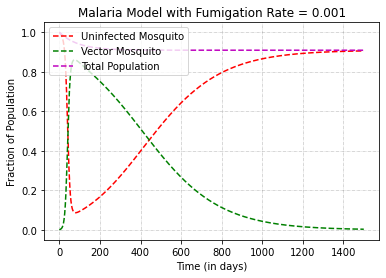 Malaria Model with Fumigation Rate = 0.001
Uninfected Mosquito
Vector Mosquito
Total Population
Fraction of Population
1.0
0.8
0.6
0.4
0.2
0.0
0
200
400
600
800
1000
1200
1400
Time (in days)